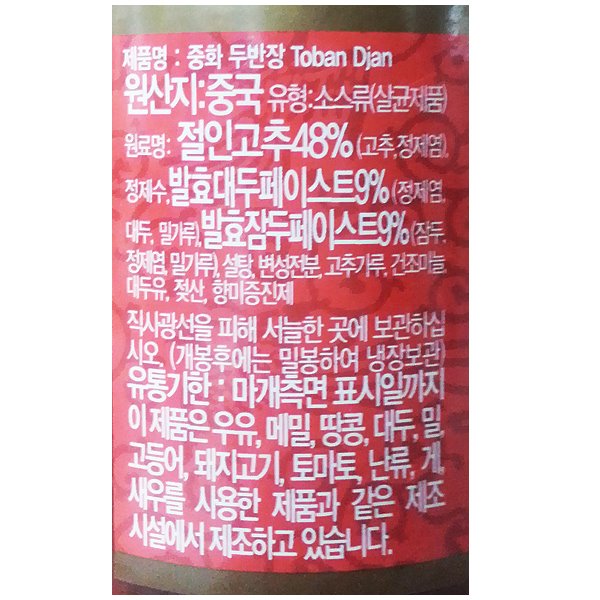 제품명 : 중화 두반장 Toban Djan
원산지:중국 유형:소스류(살균제품)
원료명: 절인고추48% (고추,정제염),
정제수,발효대두페이스트9% (정제염,
대두, 밀가루),발효잠두페이스트9%(잠두,
정제염, 밀가루), 설탕, 변성전분, 고추가루, 건조마늘,
대두유, 젖산, 향미증진제
직사광선을 피해 서늘한 곳에 보관하십
시오. (개봉후에는 밀봉하여 냉장보관)
유통기한 : 마개측면 표시일까지
이 제품은 우유, 메밀, 땅콩, 대두, 밀,
고등어, 돼지고기, 토마토, 난류, 게,
새우를 사용한 제품과 같은 제조
시설에서 제조하고 있습니다.